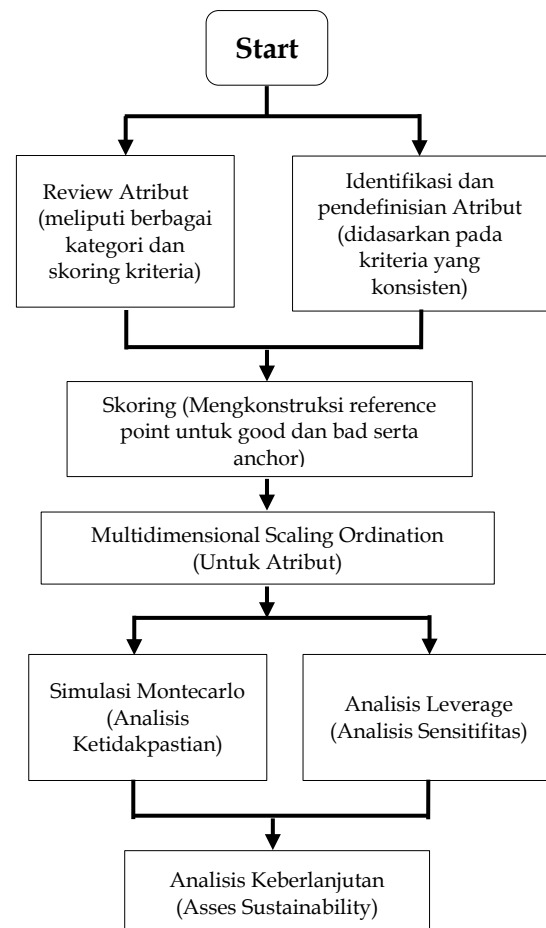 Start
Review Atribut
(meliputi berbagai
kategori dan
skoring kriteria)
Identifikasi dan
pendefinisian Atribut
(didasarkan pada
kriteria yang
konsisten)
Skoring (Mengkonstruksi reference
point untuk good dan bad serta
anchor)
Multidimensional Scaling Ordination
(Untuk Atribut)
Simulasi Montecarlo
(Analisis
Ketidakpastian)
Analisis Leverage
(Analisis Sensitifitas)
Analisis Keberlanjutan
(Asses Sustainability)